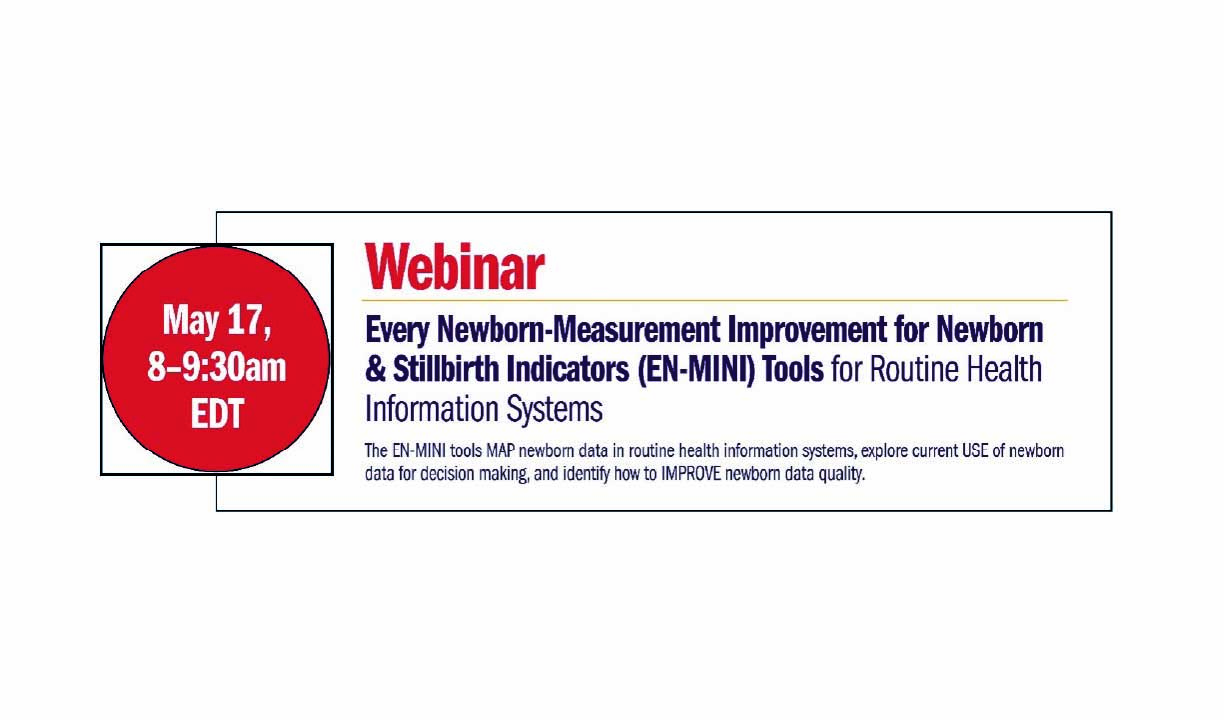 May 17,
8–9:30am
EDT
Webinar
Every Newborn-Measurement Improvement for Newborn
& Stillbirth Indicators (EN-MINI) Tools for Routine Health
Information Systems
The EN-MINI tools MAP newborn data in routine health information systems, explore current USE of newborn
data for decision making, and identify how to IMPROVE newborn data quality.